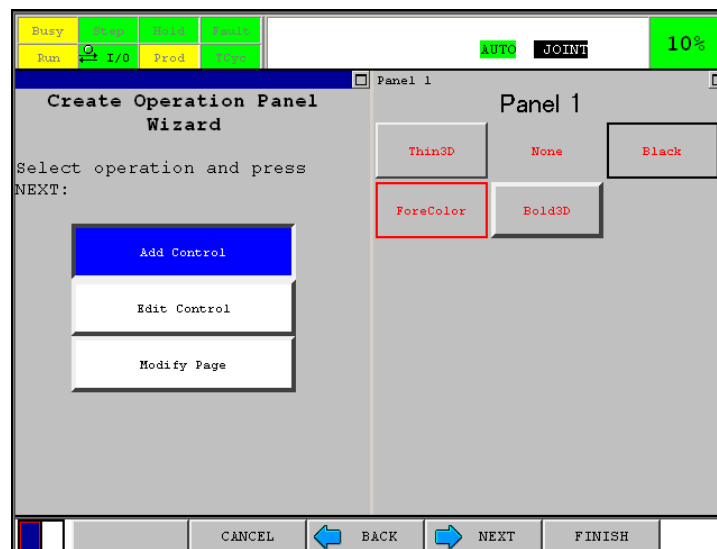 Busy Step Hold Fault
Run I/O Prod TCyc
AUTO JOINT
10%
Create Operation Panel
Wizard
Select operation and press
NEXT:
Add Control
Edit Control
Modify Page
Panel 1
Panel 1
Thin3D None Black
ForeColor Bold3D
CANCEL BACK NEXT FINISH